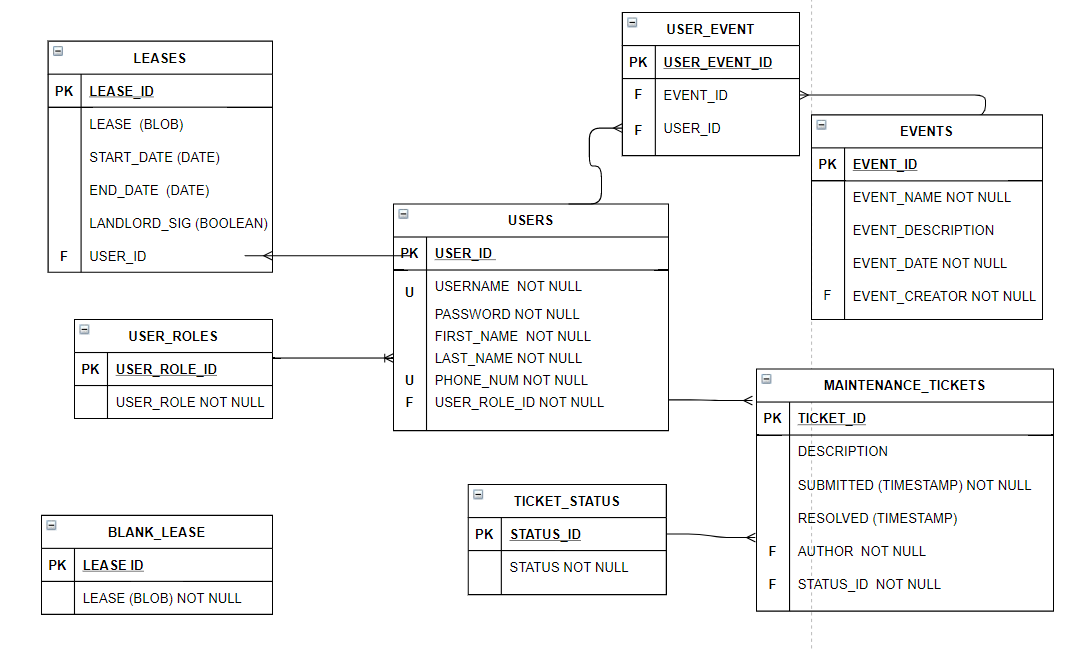 LEASES
PK LEASE_ID
LEASE (BLOB)
START_DATE (DATE)
END_DATE (DATE)
LANDLORD_SIG (BOOLEAN)
F USER_ID
USER_EVENT
PK USER_EVENT_ID
F EVENT_ID
F USER_ID
EVENTS
PK EVENT_ID
EVENT_NAME NOT NULL
EVENT_DESCRIPTION
EVENT_DATE NOT NULL
F EVENT_CREATOR NOT NULL
USERS
PK USER_ID
U USERNAME NOT NULL
PASSWORD NOT NULL
FIRST_NAME NOT NULL
LAST_NAME NOT NULL
U PHONE_NUM NOT NULL
F USER_ROLE_ID NOT NULL
USER_ROLES
PK USER_ROLE_ID
USER_ROLE NOT NULL
MAINTENANCE_TICKETS
PK TICKET_ID
DESCRIPTION
SUBMITTED (TIMESTAMP) NOT NULL
RESOLVED (TIMESTAMP)
F AUTHOR NOT NULL
F STATUS_ID NOT NULL
TICKET_STATUS
PK STATUS_ID
STATUS NOT NULL
BLANK_LEASE
PK LEASE ID
LEASE (BLOB) NOT NULL